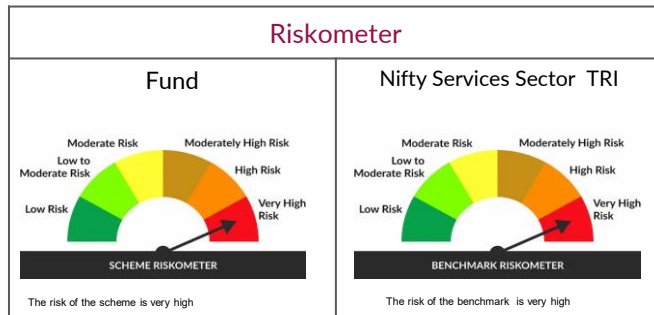 Riskometer
Fund
Moderate Risk
Moderately High Risk
Low to
Moderate Risk
High Risk
Low Risk
Very High
Risk
SCHEME RISKOMETER
The risk of the scheme is very high
Nifty Services Sector TRI
Moderate Risk
Moderately High Risk
Low to
Moderate Risk
High Risk
Low Risk
Very High
Risk
BENCHMARK RISKOMETER
The risk of the benchmark is very high